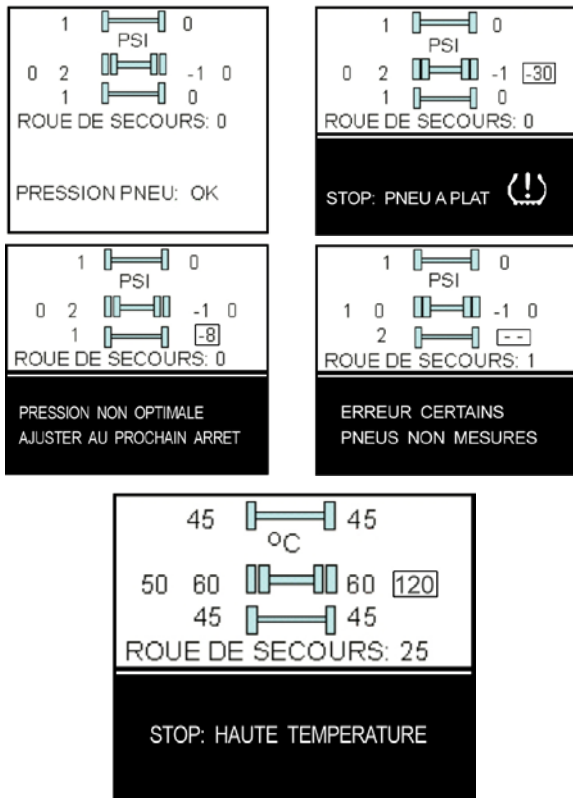 1 0
PSI
0 2 -1 0
1 0
ROUE DE SECOURS: 0
PRESSION PNEU: OK
1 0
PSI
0 2 -1 -30
1 0
ROUE DE SECOURS: 0
STOP: PNEU A PLAT (!)
1 0
PSI
0 2 -1 0
1 -8
ROUE DE SECOURS: 0
PRESSION NON OPTIMALE
AJUSTER AU PROCHAIN ARRET
1 0
PSI
1 0 -1 0
2 - -
ROUE DE SECOURS: 1
ERREUR CERTAINS
PNEUS NON MESURES
45 45
ºC
50 60 60 120
45 45
ROUE DE SECOURS: 25
STOP: HAUTE TEMPERATURE